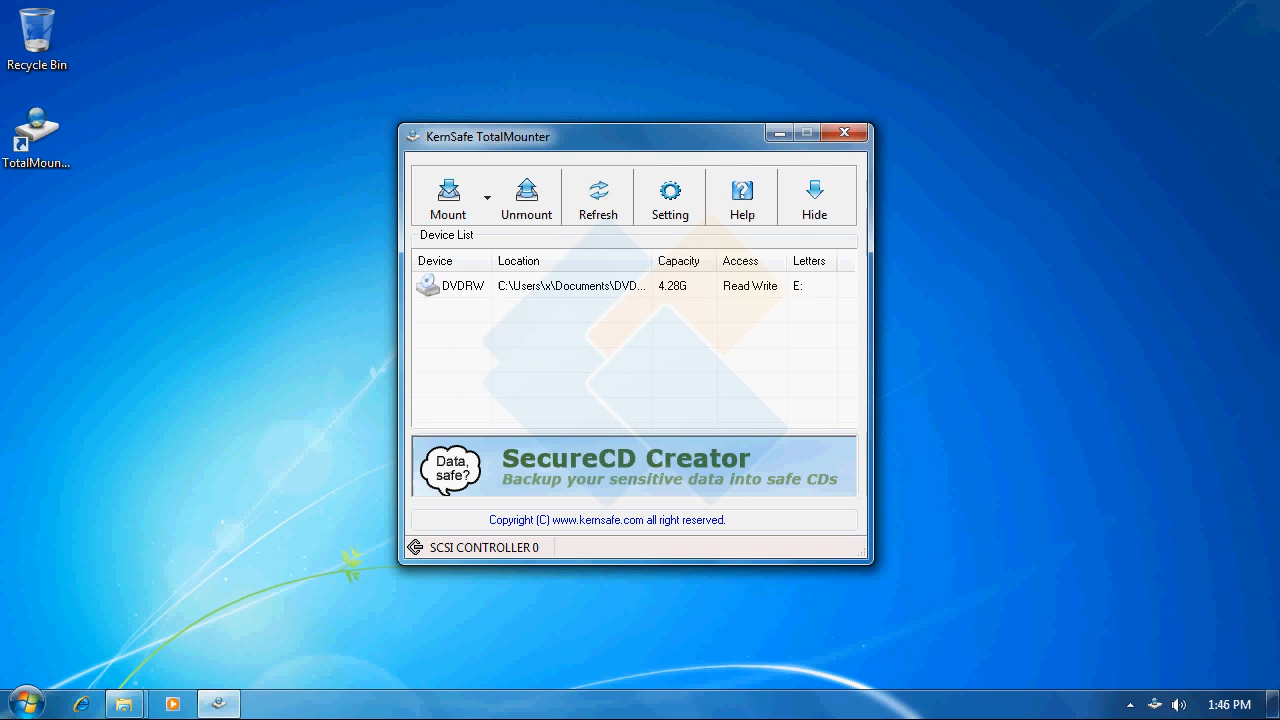 Recycle Bin
TotalMoun...
KernSafe TotalMounter
Mount
Unmount
Refresh
Setting
Help
Hide
Device List
Device Location Capacity Access Letters
DVDRW C:\Users\x\Documents\DVD... 4.28G Read Write E:
Data,
safe?
SecureCD Creator
Backup your sensitive data into safe CDs
Copyright (C) www.kernsafe.com all right reserved.
SCSI CONTROLLER 0
1:46 PM